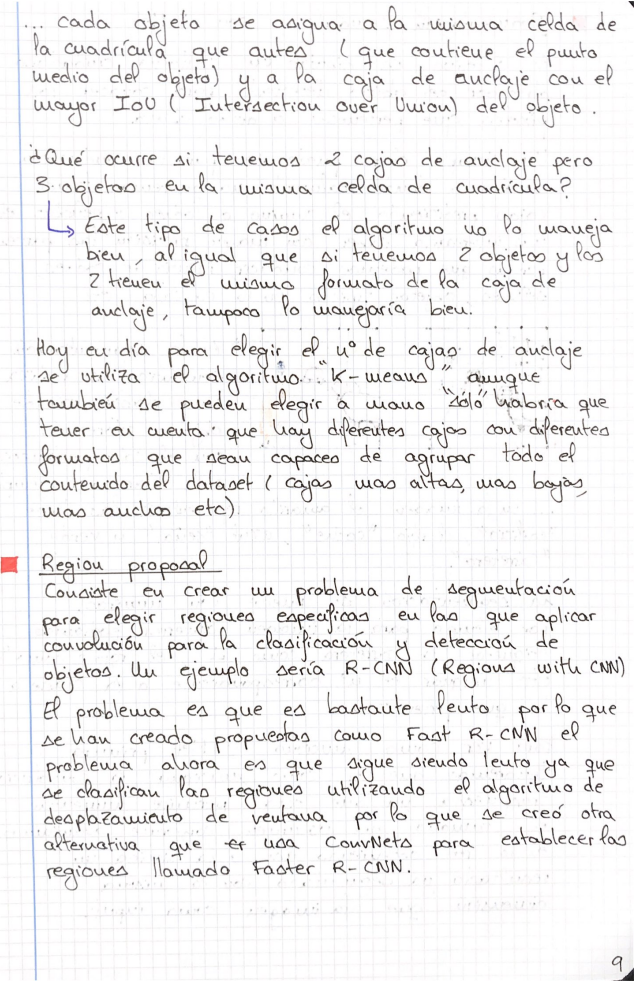 ... cada objeto se asigna a la misma celda de
la cuadrícula que antes (que contiene el punto
medio del objeto) y a la caja de anclaje con el
mayor IoU (Intersection over Union) del objeto.
¿Qué ocurre si tenemos 2 cajas de anclaje pero
3 objetos en la misma celda de cuadrícula?
↳ Este tipo de casos el algoritmo no lo maneja
bien, al igual que si tenemos 2 objetos y los
2 tienen el mismo formato de la caja de
anclaje, tampoco lo manejaría bien.
Hoy en día para elegir el nº de cajas de anclaje
se utiliza el algoritmo "K-means" aunque
también se pueden elegir a mano "sólo" habría que
tener en cuenta que hay diferentes cajas con diferentes
formatos que sean capaces de agrupar todo el
contenido del dataset (cajas mas altas, mas bajas,
mas anchas etc)
Region proposal
Consiste en crear un problema de segmentación
para elegir regiones específicas en las que aplicar
convolución para la clasificación y detección de
objetos. Un ejemplo sería R-CNN (Regions with CNN)
El problema es que es bastante lento por lo que
se han creado propuestas como Fast R-CNN el
problema ahora es que sigue siendo lento ya que
se clasifican las regiones utilizando el algoritmo de
desplazamiento de ventana por lo que se creó otra
alternativa que usa ConvNets para establecer las
regiones llamado Faster R-CNN.
9